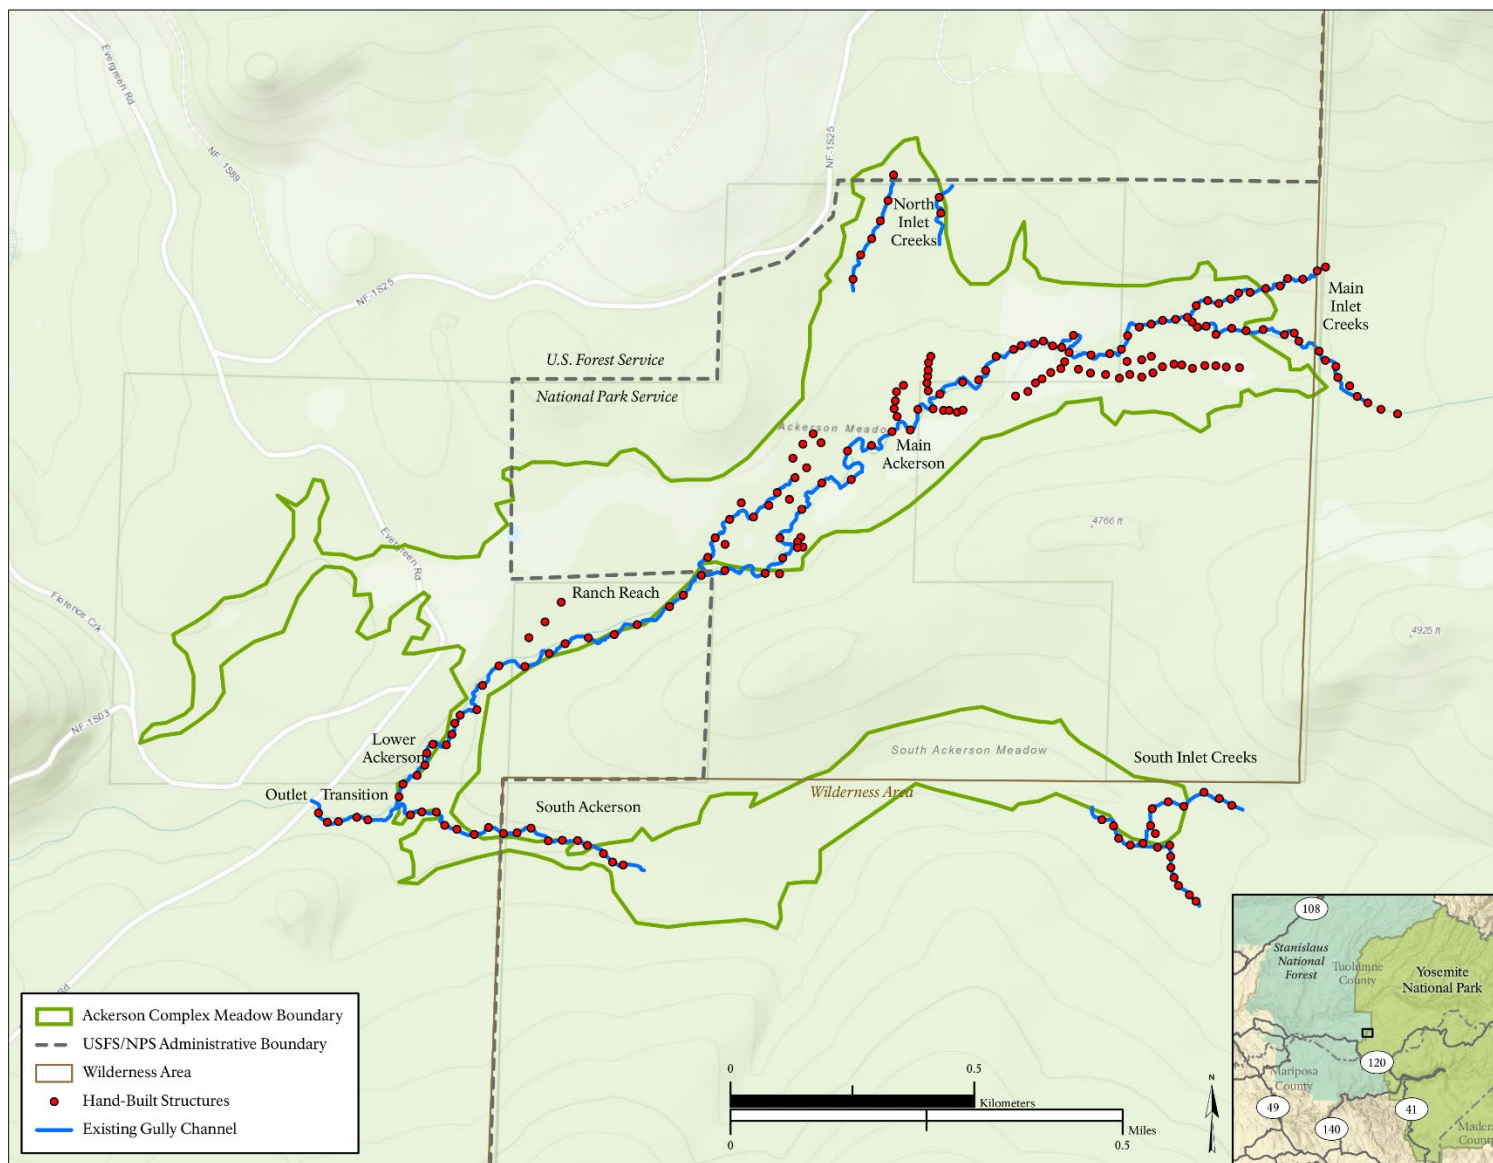 Evergreen Rd
NF-1S89
NF-1S25
NF-1S25
North
Inlet
Creeks
Main
Inlet
Creeks
U.S. Forest Service
National Park Service
Ackerson Meadow
Main
Ackerson
4766 ft
Evergreen Rd
Ranch Reach
Florence Crk
4925 ft
NF-1S03
Lower
Ackerson
South Ackerson Meadow
South Inlet Creeks
Outlet
Transition
South Ackerson
Wilderness Area
Rd
Ackerson Complex Meadow Boundary
USFS/NPS Administrative Boundary
Wilderness Area
Hand-Built Structures
Existing Gully Channel
0
0.5
Kilometers
Miles
0
0.5
N
108
Stanislaus
National
Forest
Tuolumne
County
Yosemite
National Park
120
Mariposa
County
49
140
41
Madera
County